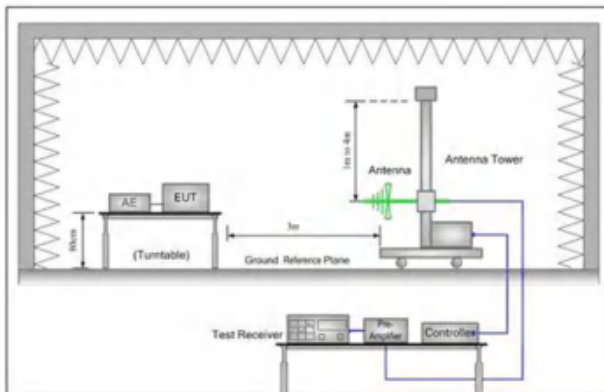 1m to 4m
Antenna
Antenna Tower
AE
EUT
80cm
(Turntable)
3m
Ground Reference Plane
Test Receiver
Pre-
Amplifier
Controller